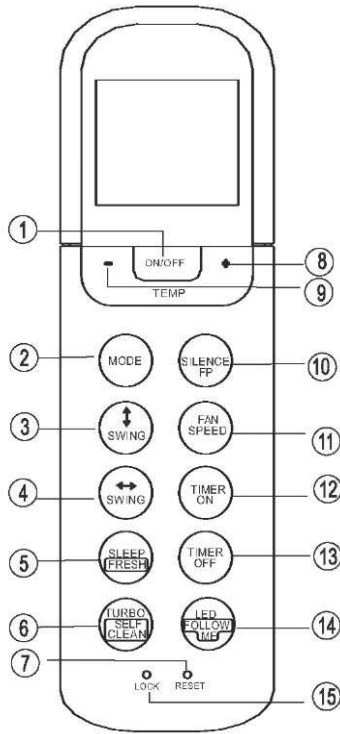 ①
ON/OFF
- +
⑧
TEMP
⑨
②
MODE
SILENCE
FP
⑩
③
↕
SWING
FAN
SPEED
⑪
④
↔
SWING
TIMER
ON
⑫
⑤
SLEEP
FRESH
TIMER
OFF
⑬
⑥
TURBO
SELF
CLEAN
LED
FOLLOW
ME
⑭
⑦
LOCK RESET
⑮